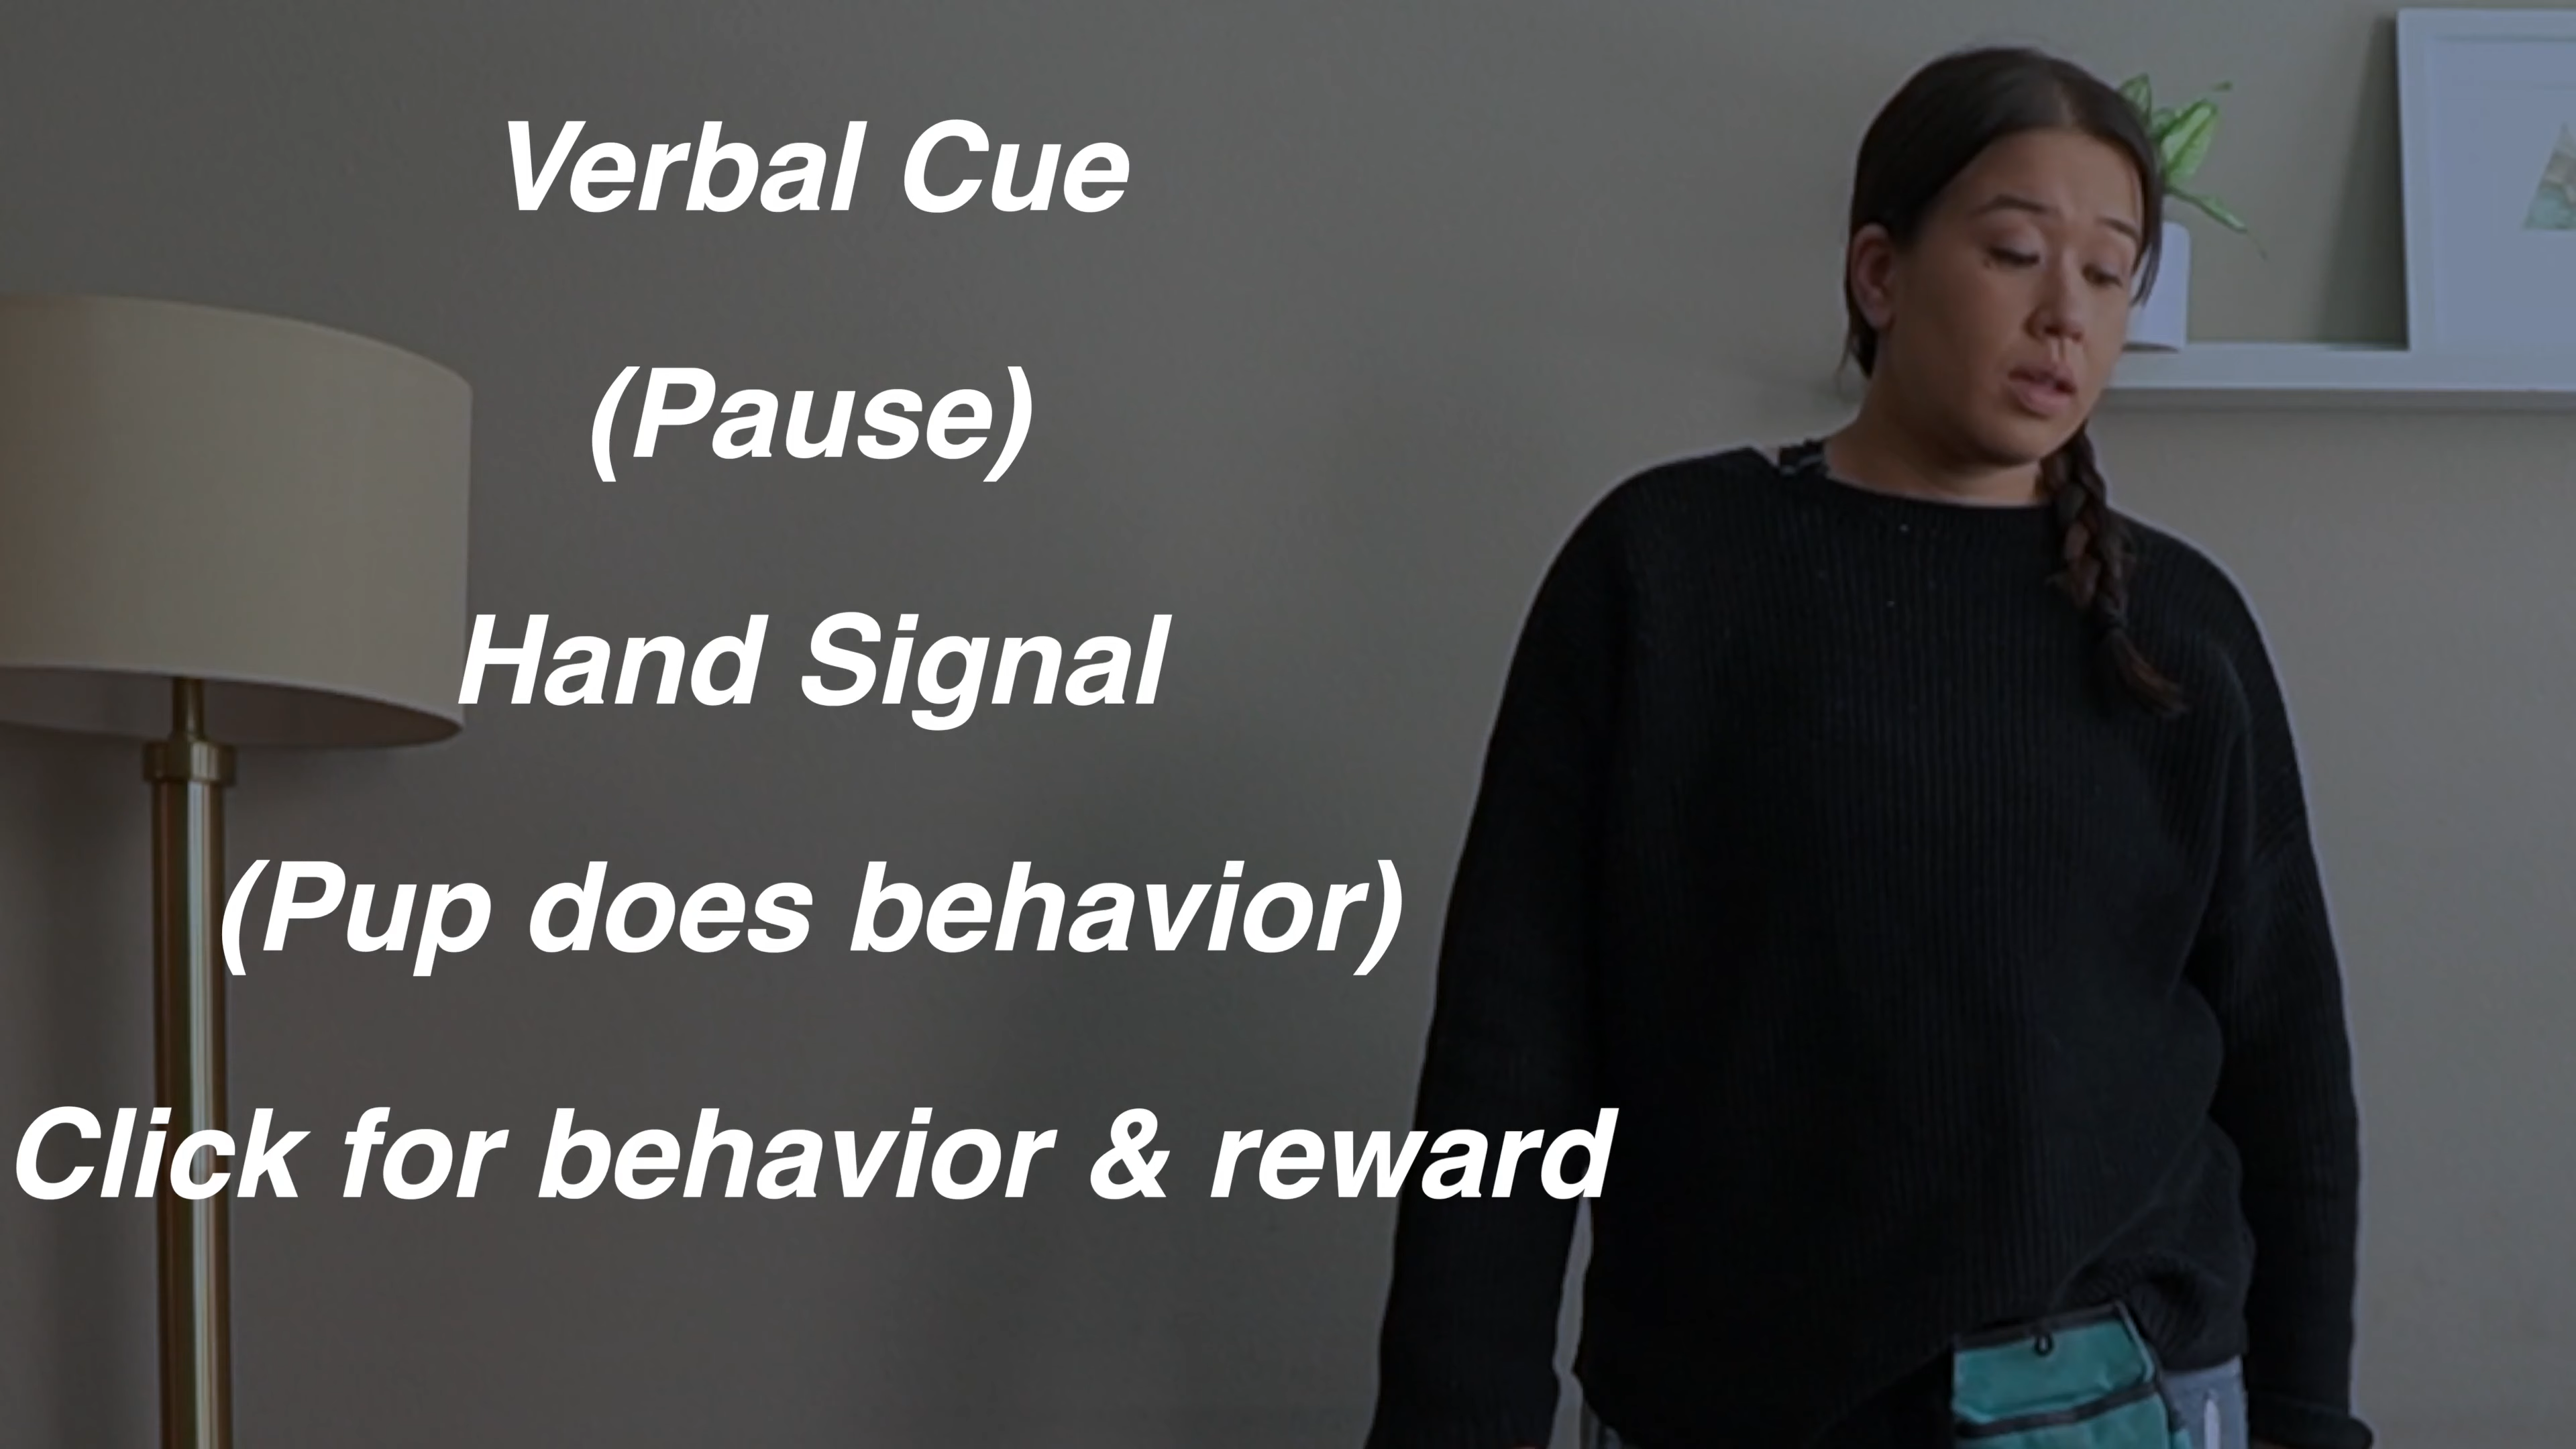 Verbal Cue
(Pause)
Hand Signal
(Pup does behavior)
Click for behavior & reward